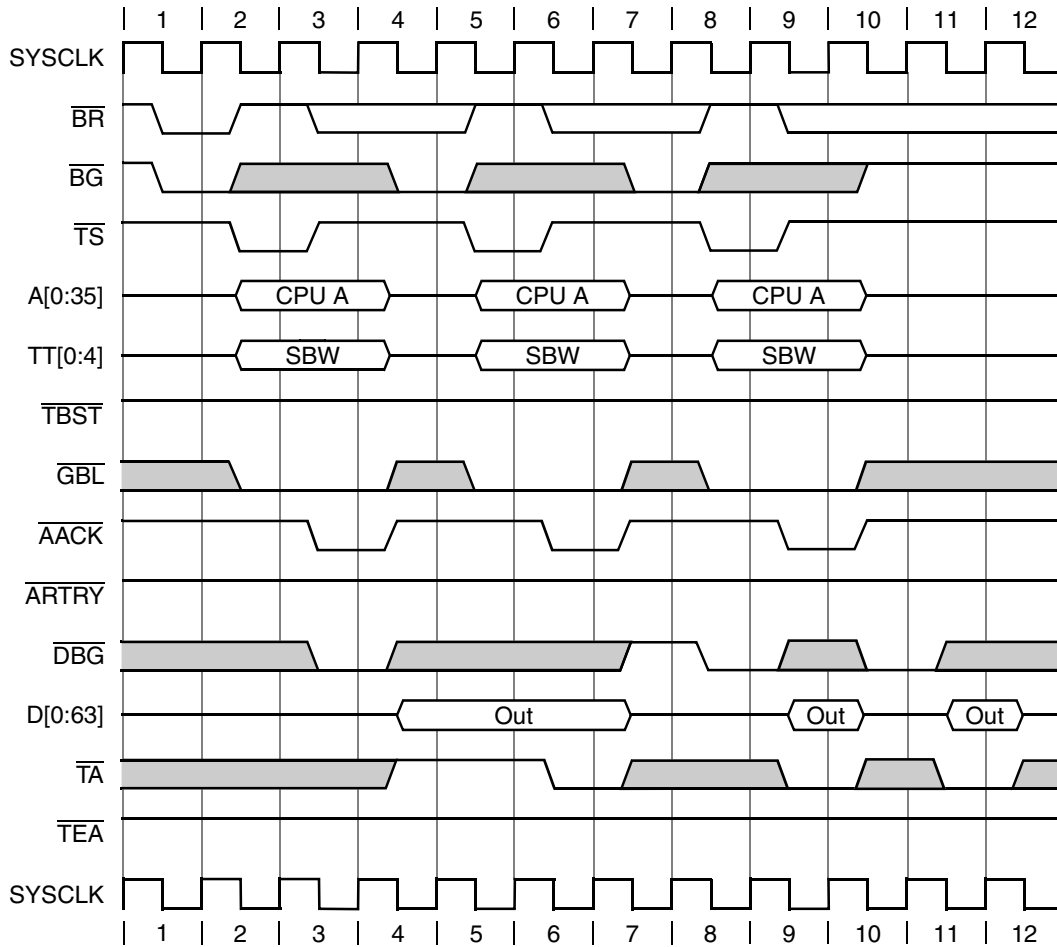 1 2 3 4 5 6 7 8 9 10 11 12
SYSCLK
BR
BG
TS
A[0:35] CPU A CPU A CPU A
TT[0:4] SBW SBW SBW
TBST
GBL
AACK
ARTRY
DBG
D[0:63] Out Out Out
TA
TEA
SYSCLK
1 2 3 4 5 6 7 8 9 10 11 12